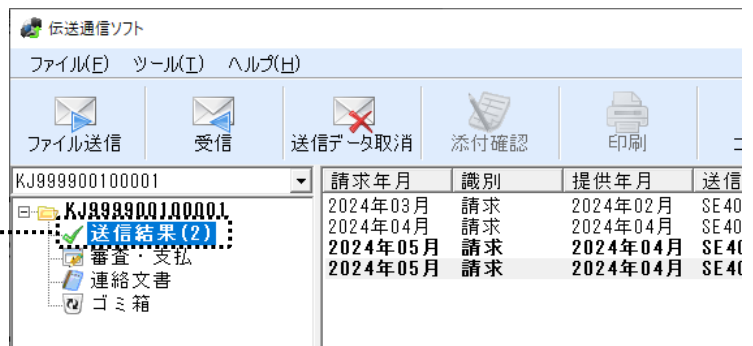 伝送通信ソフト
ファイル(F) ツール(T) ヘルプ(H)
ファイル送信 受信 送信データ取消 添付確認 印刷
KJ999900100001
請求年月 識別 提供年月 送信
KJ999900100001
送信結果(2)
審査・支払
連絡文書
ゴミ箱
2024年03月 請求 2024年02月 SE40
2024年04月 請求 2024年04月 SE40
2024年05月 請求 2024年04月 SE40
2024年05月 請求 2024年04月 SE40